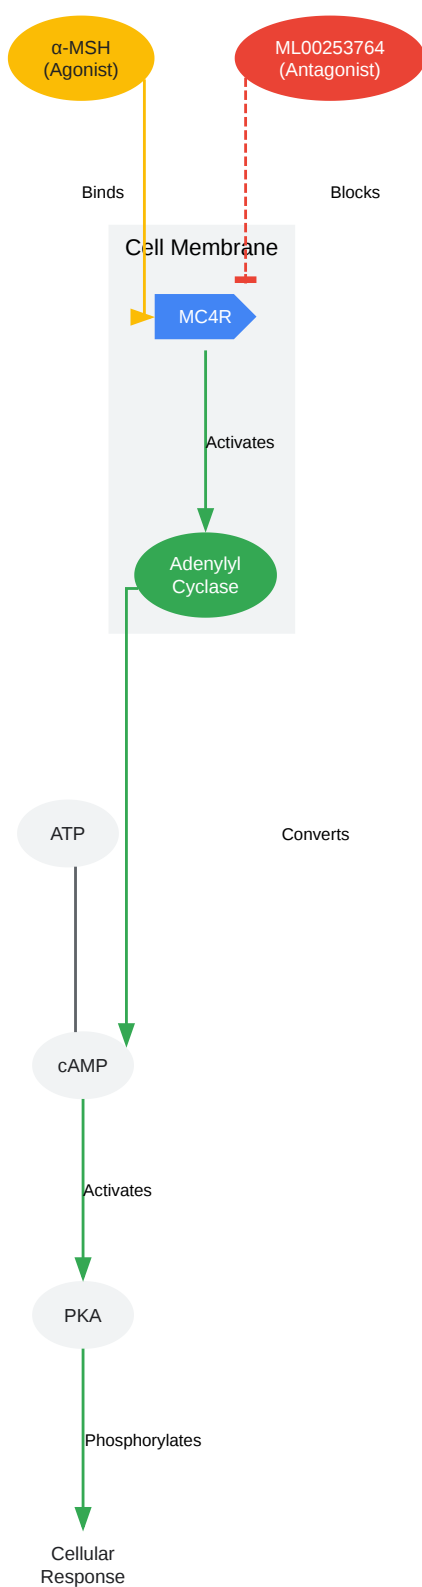 α-MSH
(Agonist)
ML00253764
(Antagonist)
Binds
Blocks
Cell Membrane
MC4R
Activates
Adenylyl
Cyclase
ATP
Converts
cAMP
Activates
PKA
Phosphorylates
Cellular
Response